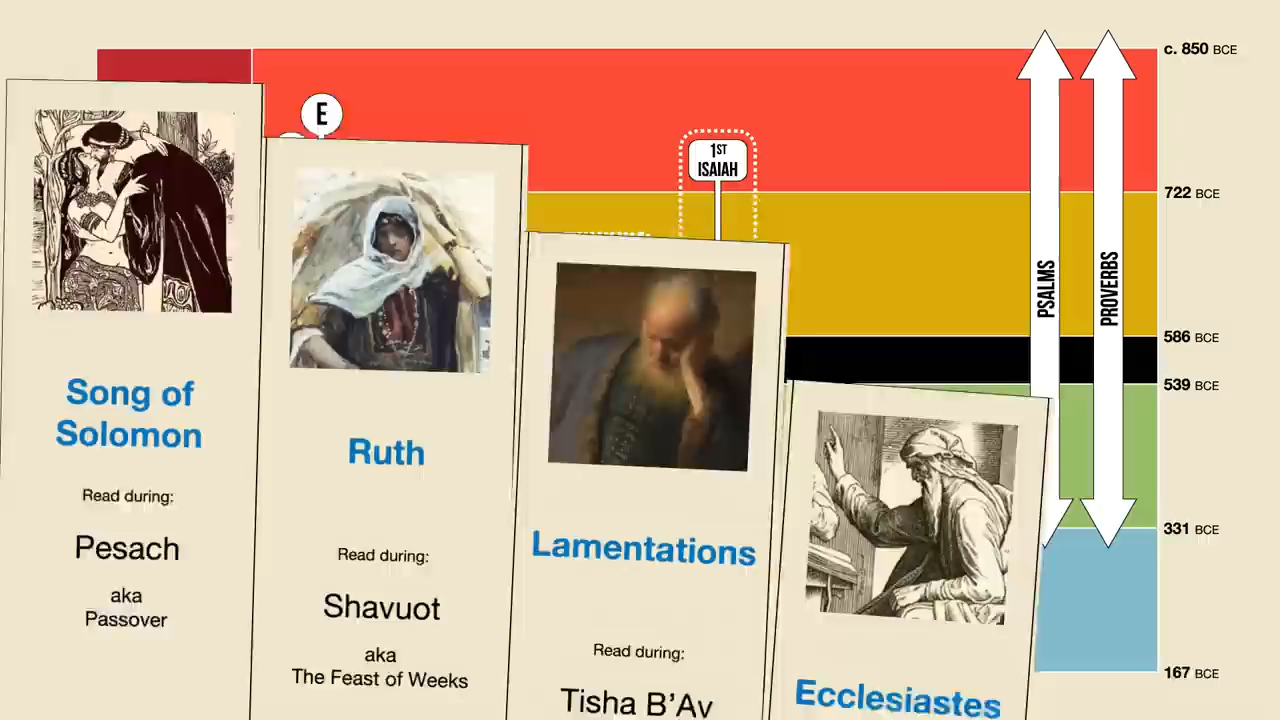 c. 850 BCE
E
1ST
ISAIAH
722 BCE
PSALMS
PROVERBS
586 BCE
539 BCE
331 BCE
167 BCE
Song of
Solomon
Read during:
Pesach
aka
Passover
Ruth
Read during:
Shavuot
aka
The Feast of Weeks
Lamentations
Read during:
Tisha B’Av
Ecclesiastes